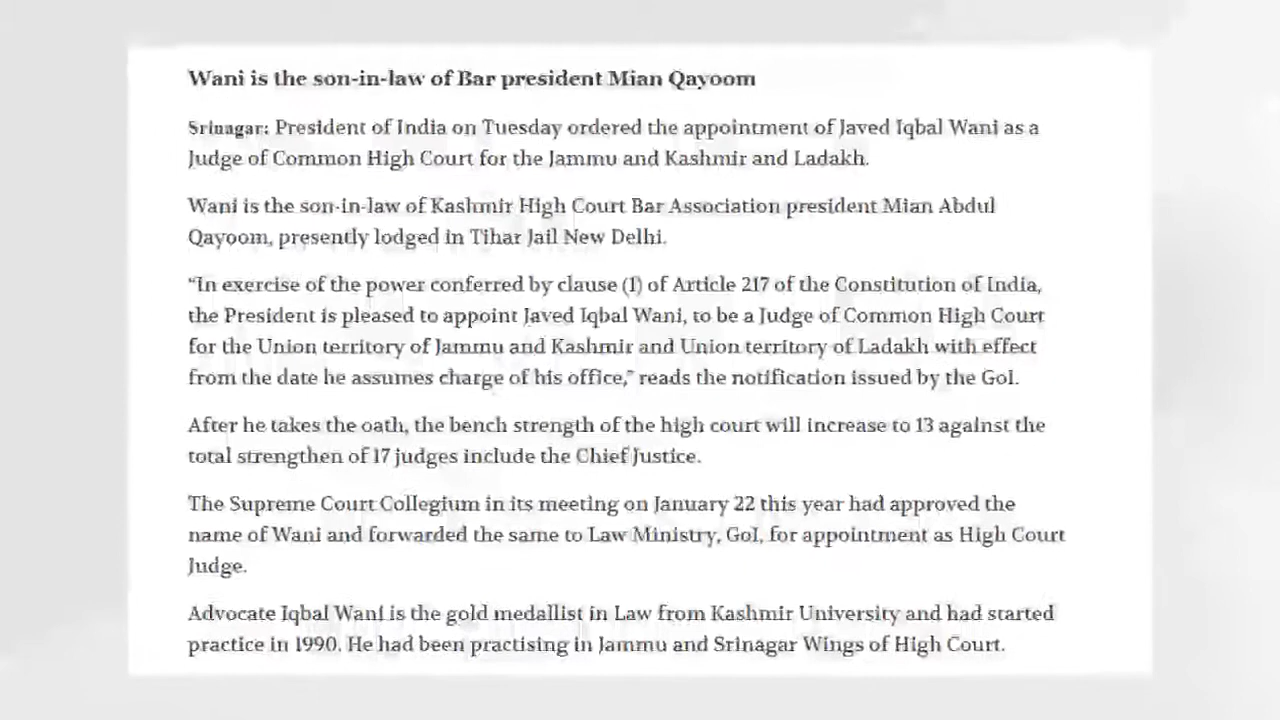 Wani is the son-in-law of Bar president Mian Qayoom
Srinagar: President of India on Tuesday ordered the appointment of Javed Iqbal Wani as a
Judge of Common High Court for the Jammu and Kashmir and Ladakh.
Wani is the son-in-law of Kashmir High Court Bar Association president Mian Abdul
Qayoom, presently lodged in Tihar Jail New Delhi.
“In exercise of the power conferred by clause (1) of Article 217 of the Constitution of India,
the President is pleased to appoint Javed Iqbal Wani, to be a Judge of Common High Court
for the Union territory of Jammu and Kashmir and Union territory of Ladakh with effect
from the date he assumes charge of his office,” reads the notification issued by the GoI.
After he takes the oath, the bench strength of the high court will increase to 13 against the
total strengthen of 17 judges include the Chief Justice.
The Supreme Court Collegium in its meeting on January 22 this year had approved the
name of Wani and forwarded the same to Law Ministry, GoI, for appointment as High Court
Judge.
Advocate Iqbal Wani is the gold medallist in Law from Kashmir University and had started
practice in 1990. He had been practising in Jammu and Srinagar Wings of High Court.